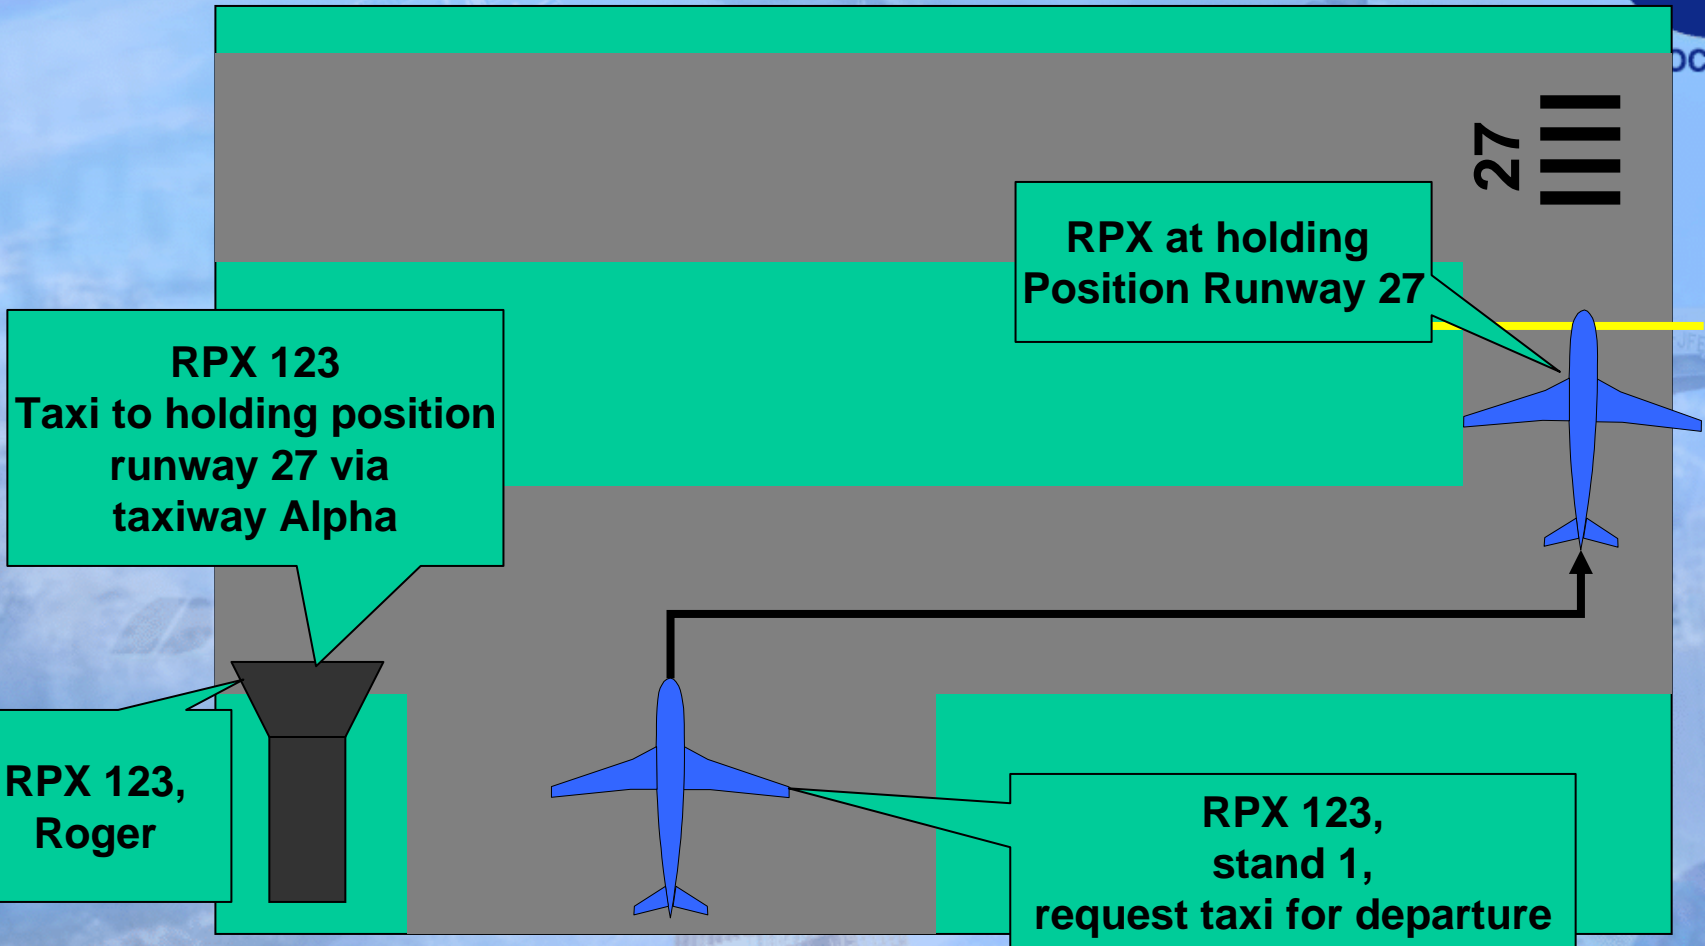 27
RPX at holding
Position Runway 27
RPX 123
Taxi to holding position
runway 27 via
taxiway Alpha
RPX 123,
Roger
RPX 123,
stand 1,
request taxi for departure